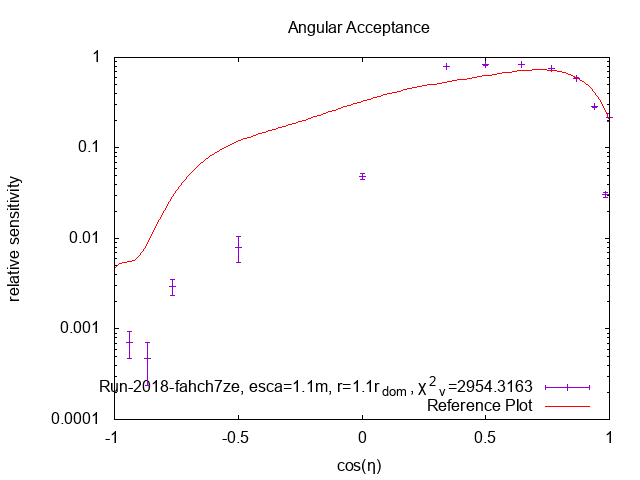 Angular Acceptance
relative sensitivity
1
0.1
0.01
0.001
0.0001
Run-2018-fahch7ze, esca=1.1m, r=1.1r_dom, χ²_v=2954.3163
Reference Plot
-1 -0.5 0 0.5 1
cos(η)